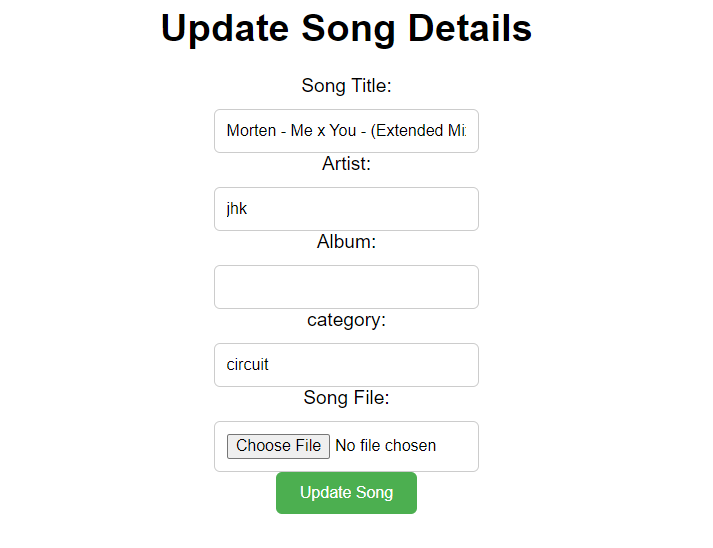 Update Song Details
Song Title:
Morten - Me x You - (Extended Mi
Artist:
jhk
Album:
category:
circuit
Song File:
Choose File No file chosen
Update Song